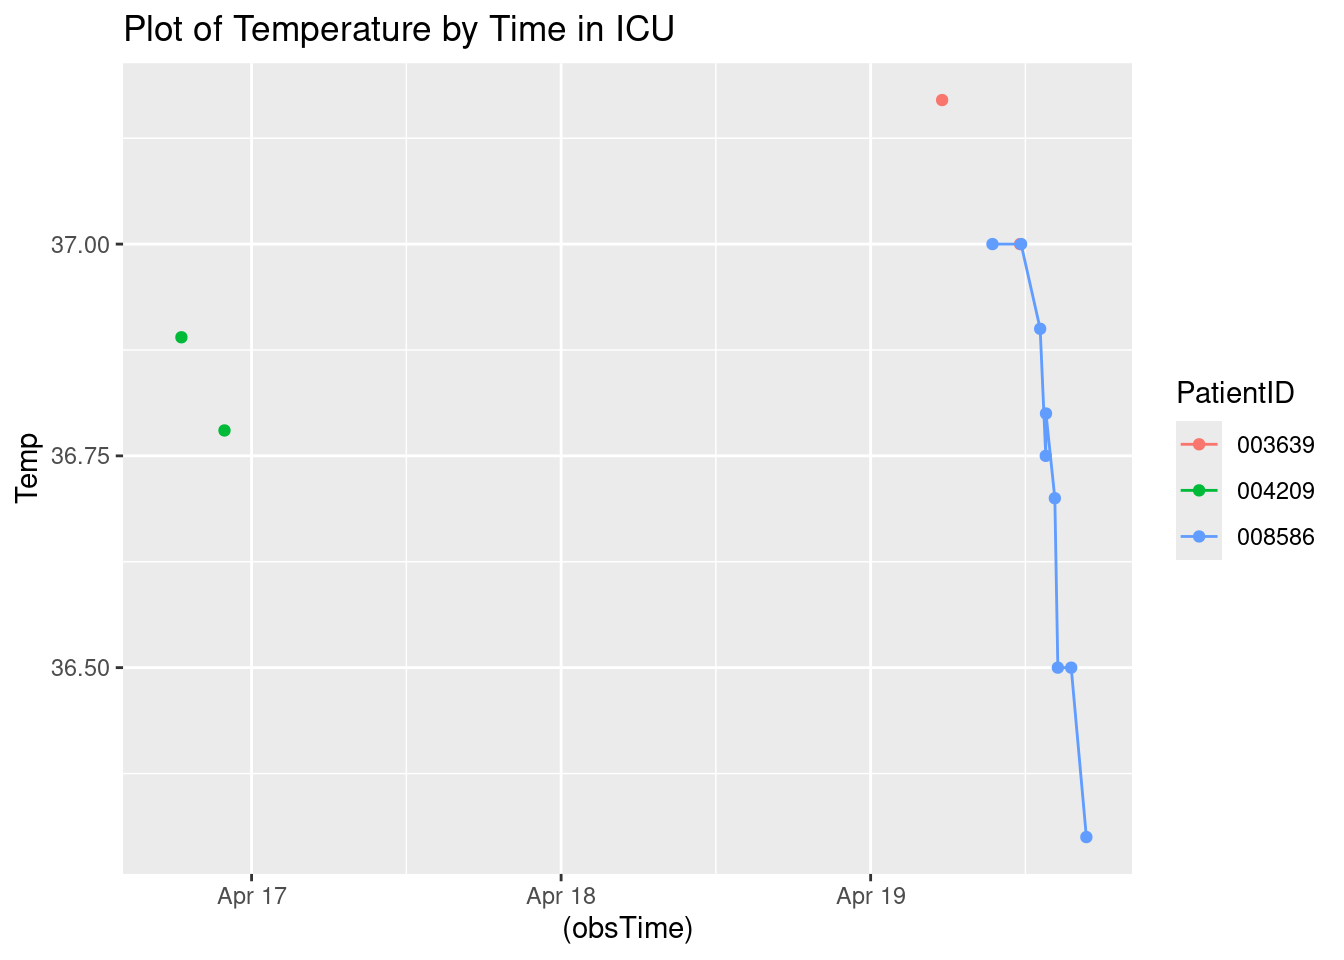 Plot of Temperature by Time in ICU
37.00
36.75
36.50
Temp
Apr 17
Apr 18
Apr 19
(obsTime)
PatientID
003639
004209
008586